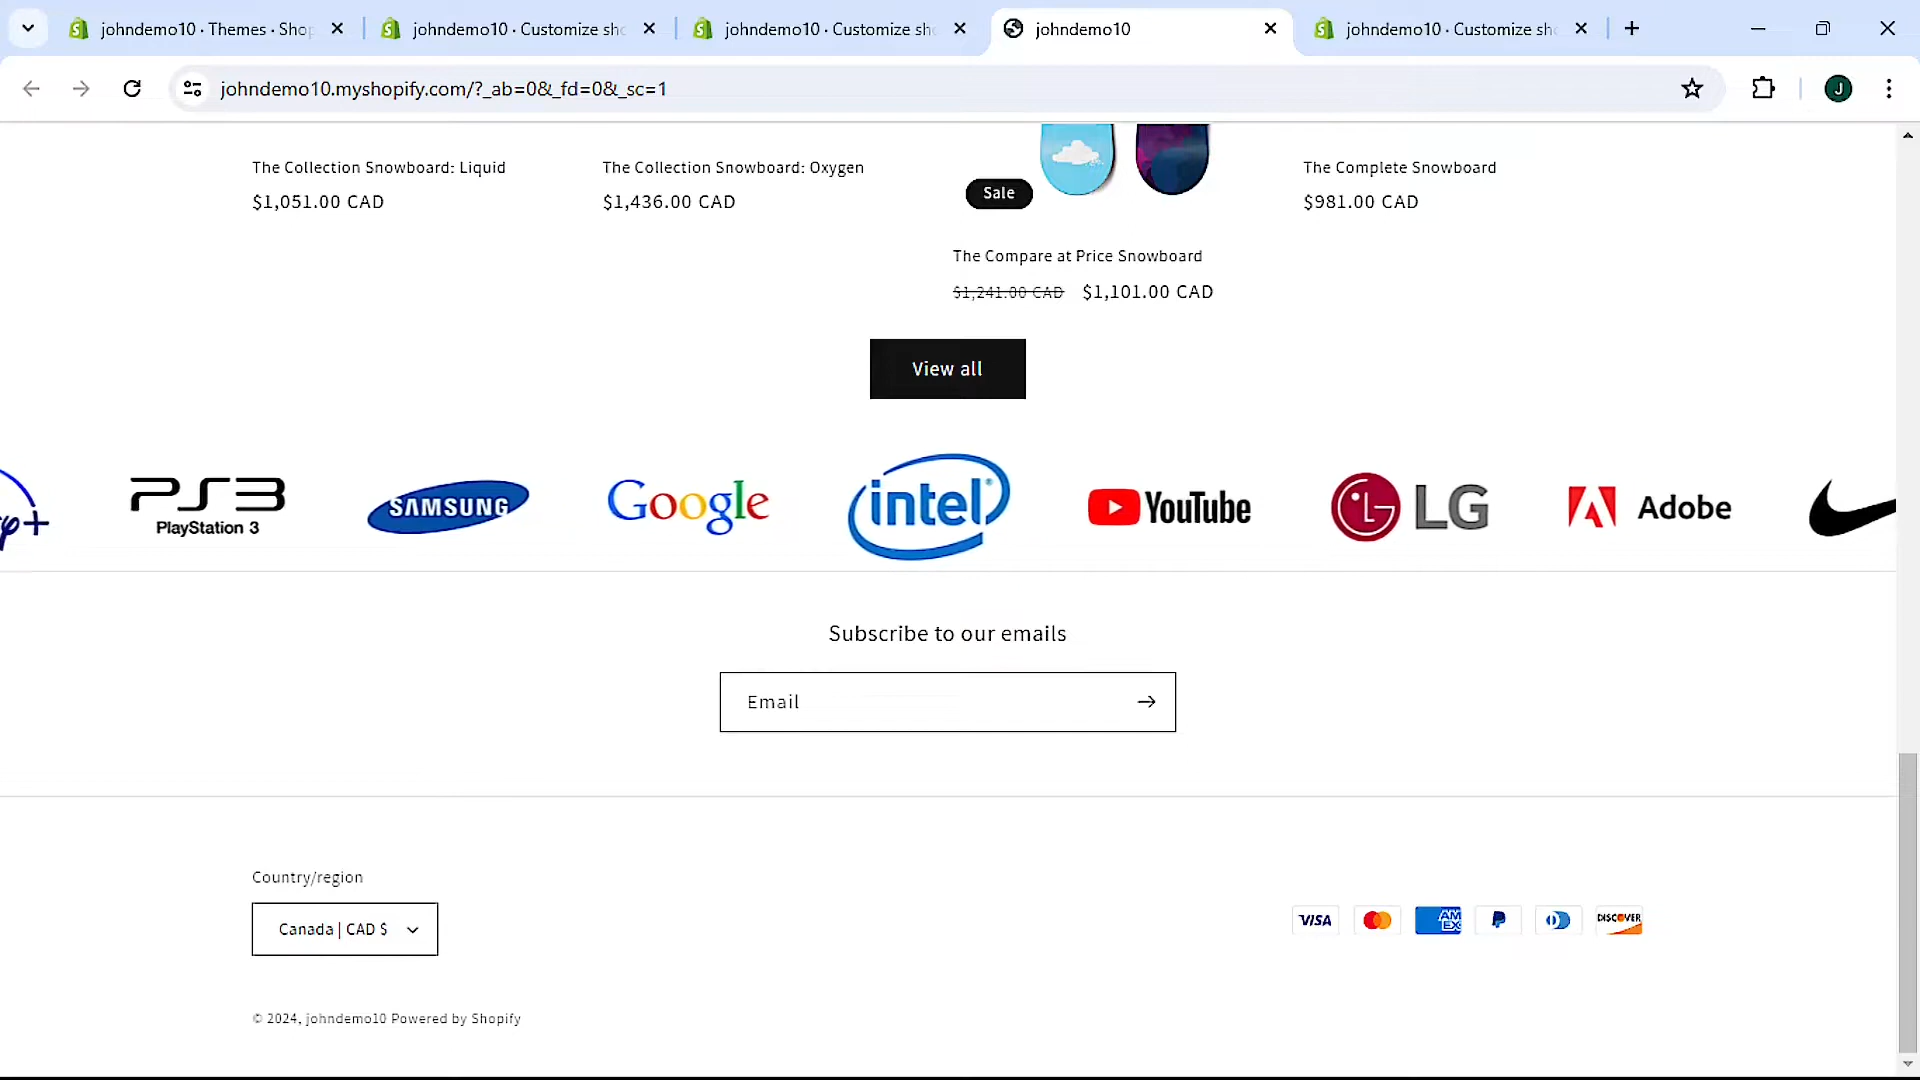 johndemo10 · Themes · Shop
johndemo10 · Customize sho
johndemo10 · Customize sho
johndemo10
johndemo10 · Customize sho
johndemo10.myshopify.com/?_ab=0&_fd=0&_sc=1
J
The Collection Snowboard: Liquid
$1,051.00 CAD
The Collection Snowboard: Oxygen
$1,436.00 CAD
Sale
The Compare at Price Snowboard
$1,241.00 CAD $1,101.00 CAD
The Complete Snowboard
$981.00 CAD
View all
PS3
PlayStation 3
SAMSUNG
Google
intel®
YouTube
LG
Adobe
Subscribe to our emails
Email
Country/region
Canada | CAD $
VISA
AM
EX
DISCOVER
© 2024, johndemo10 Powered by Shopify